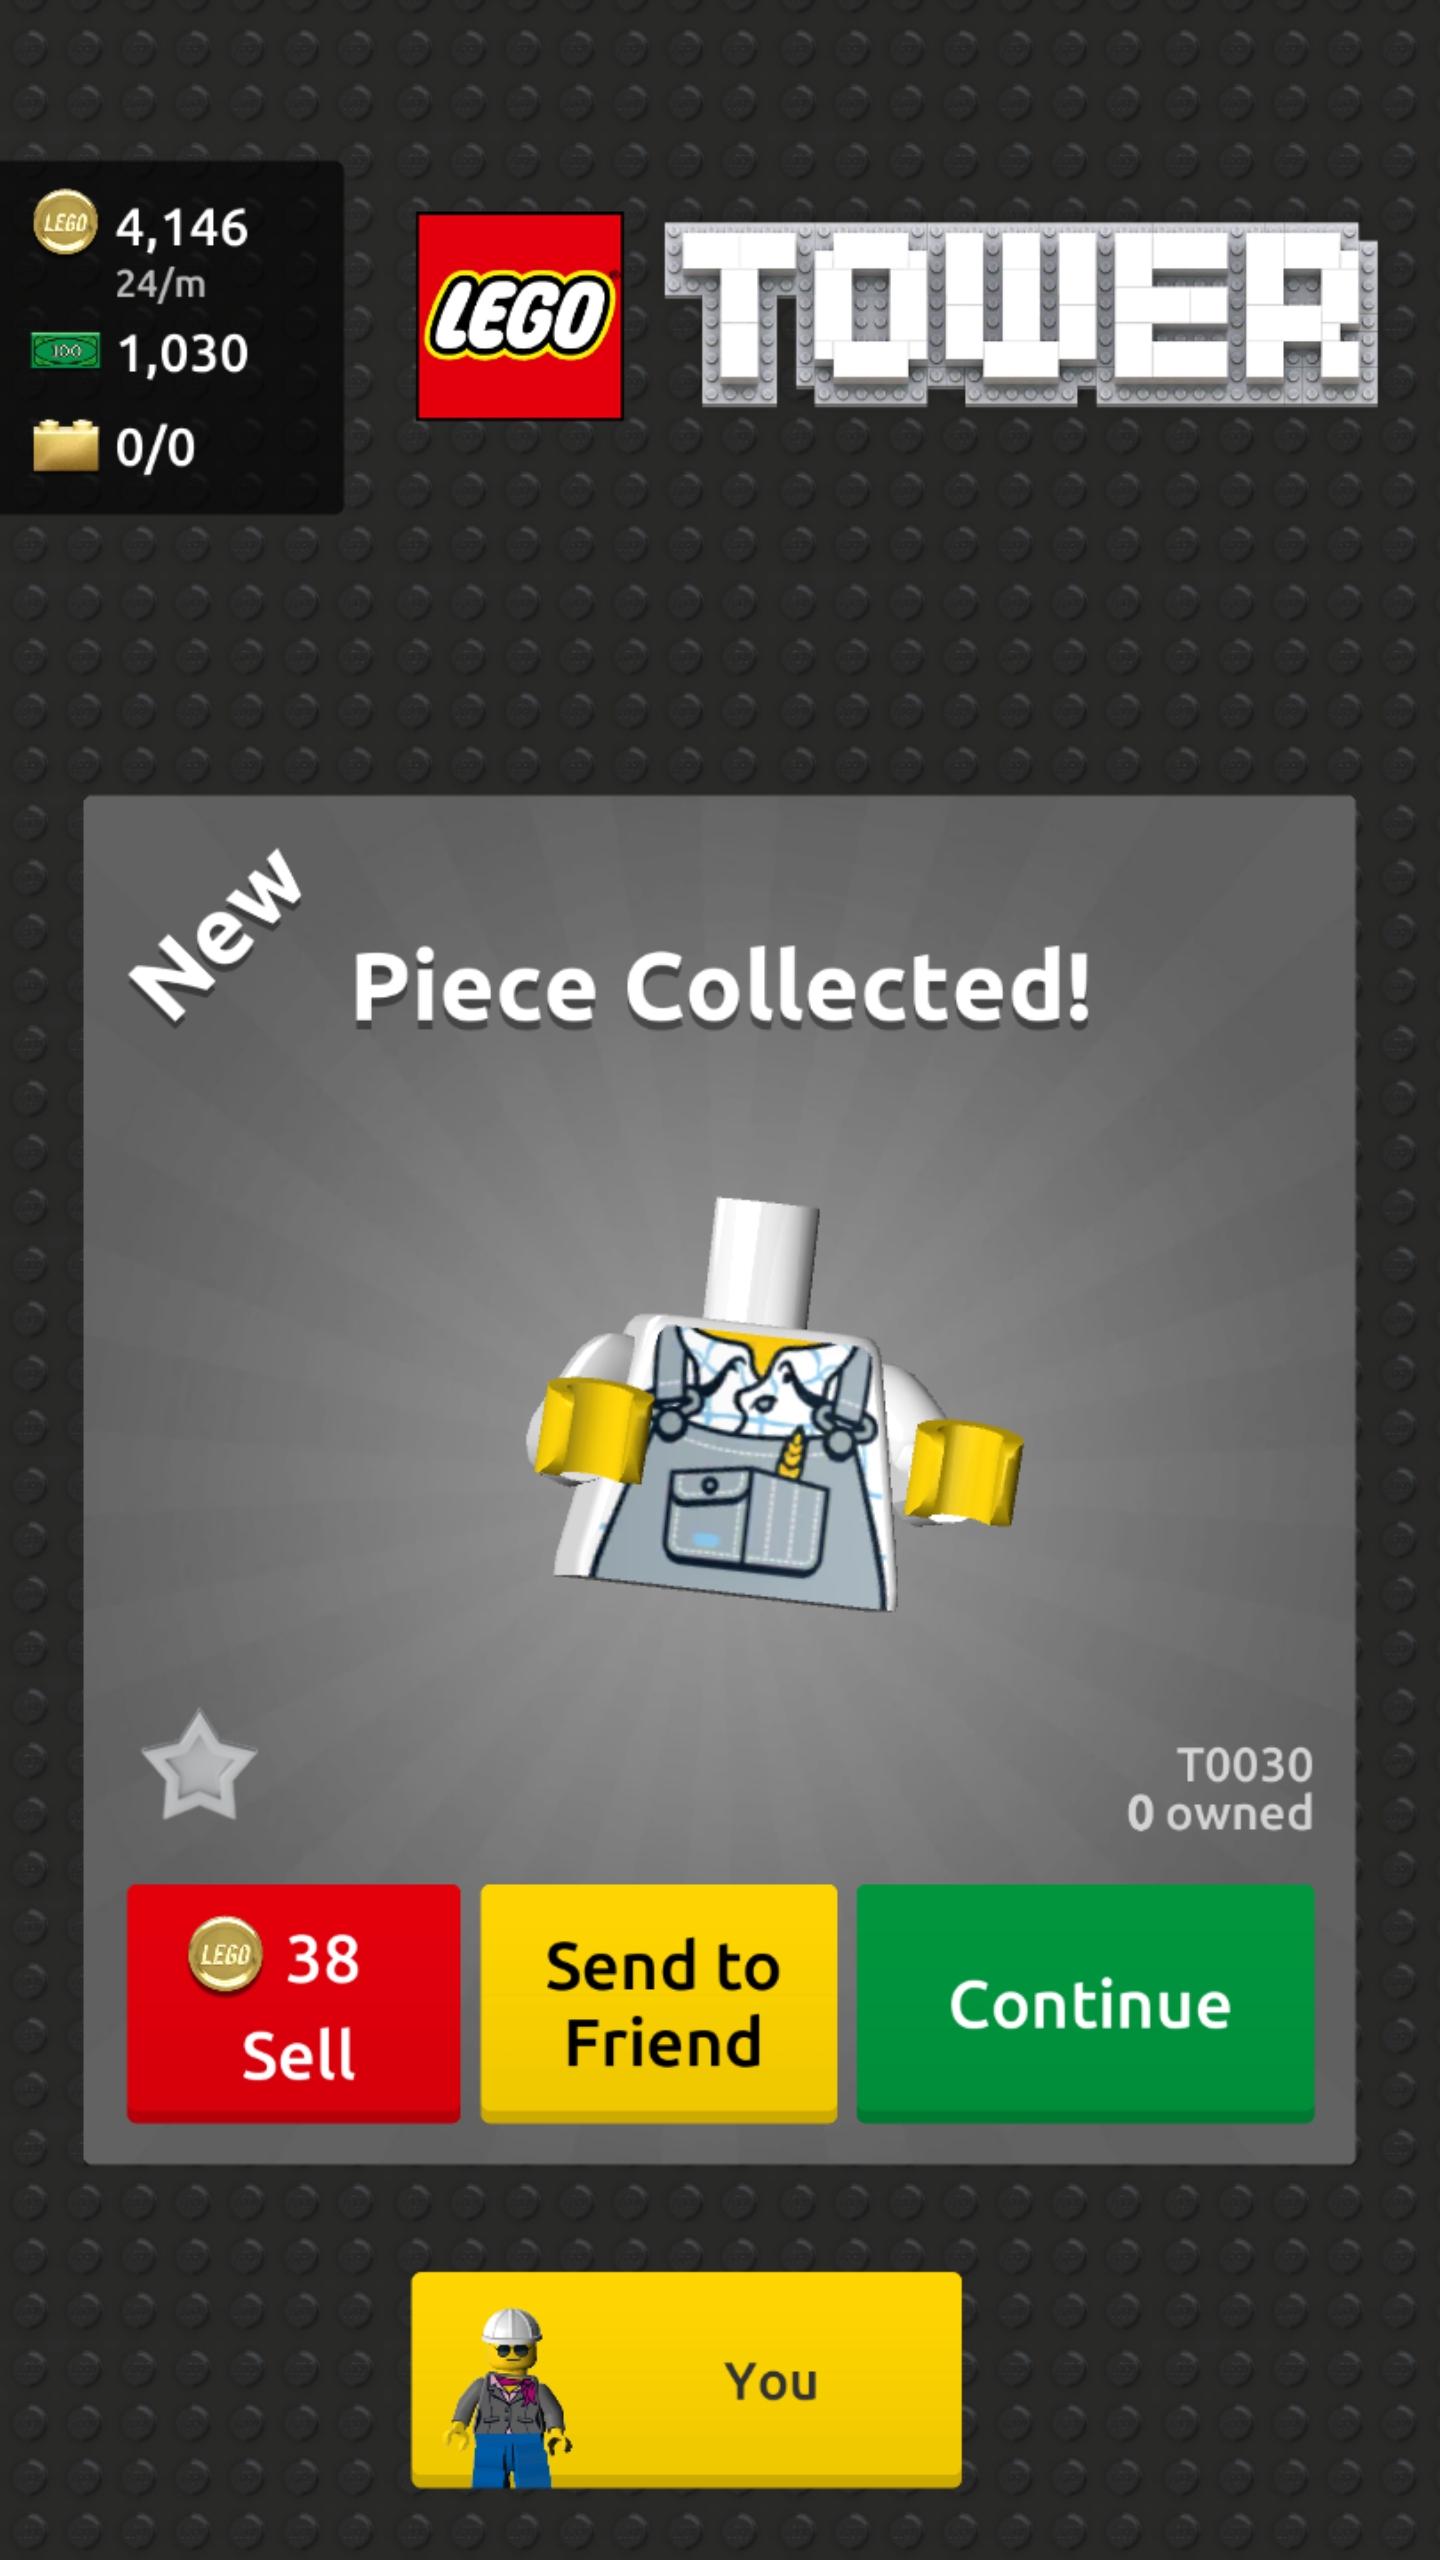 LEGO
4,146
24/m
100
1,030
0/0
LEGO
TOWER
New
Piece Collected!
T0030
0 owned
LEGO
38
Sell
Send to
Friend
Continue
You